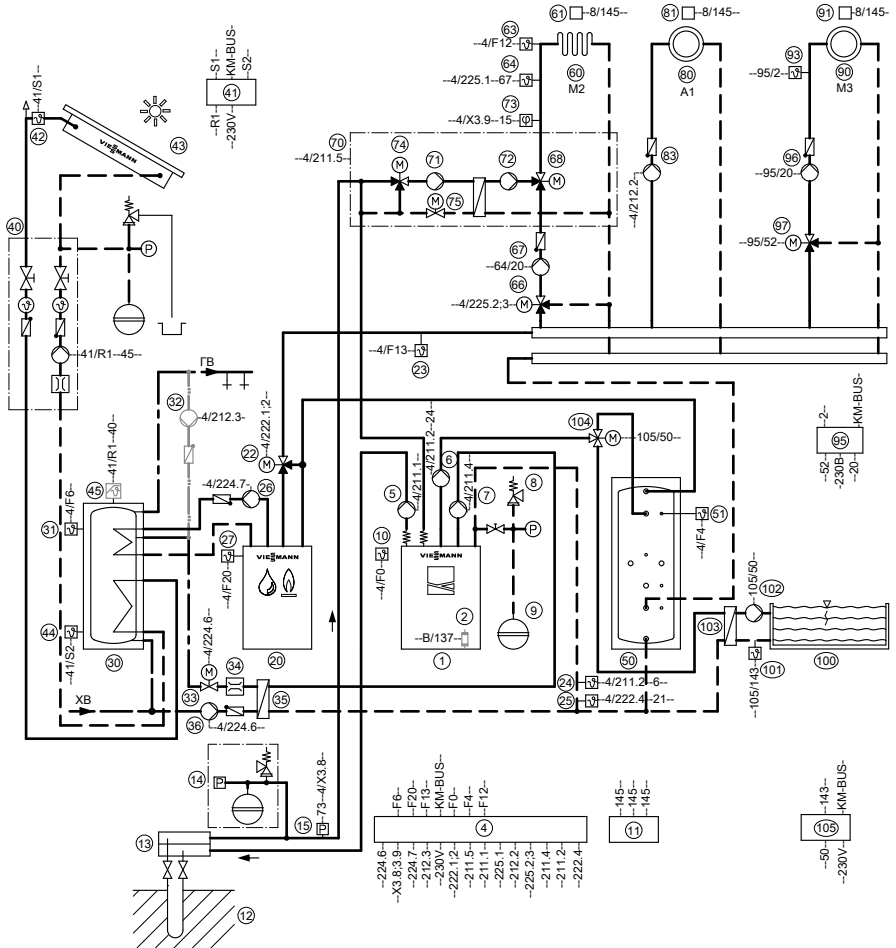 61 --8/145--
81 --8/145--
91 --8/145--
63
--4/F12--
64
--4/225.1--67--
73
--4/X3.9--15--
60
M2
80
A1
93
--95/2--
90
M3
--S1--
--KM-BUS-
--S2--
41
--R1--
--230V--
--41/S1--
42
VIESMANN
43
70
--4/211.5--
74
M
71
72
68
M
M
75
83
--4/212.2--
96
--95/20--
97
--95/52--
M
40
P
67
--64/20--
66
--4/225.2;3--
M
--41/R1--45--
--4/F13--
23
ГВ
32
--4/212.3-
--41/R1--40--
45
22
M
--4/222.1;2--
--4/224.7-
26
--4/211.1--
5
--4/211.2--24--
6
--4/211.4--
7
8
P
104
M
--105/50--
--2--
--KM-BUS-
95
--52--
--230В--
--20--
31
--4/F6--
27
--4/F20--
VIESMANN
10
--4/F0--
VIESMANN
2
--B/137--
9
51
--4/F4--
105/50--
102
103
101
100
--105/143--
44
--41/S2--
30
20
1
50
--4/224.6--
M
33
34
35
24
--4/211.2--6--
25
--4/222.4--21--
ХВ
36
--4/224.6--
14
P
15
P
--73--4/X3.8--
13
12
--F6--
--F20--
--F13--
KM-BUS-
--F0--
--F4--
--F12--
4
--224.6--
--X3.8;3.9--
--224.7--
--212.3--
--230V--
--222.1;2--
--211.5--
--211.1--
--225.1--
--212.2--
--225.2;3--
--211.4--
--211.2--
--222.4--
--145--
--145--
--145--
11
--143--
KM-BUS-
105
--50--
--230V--